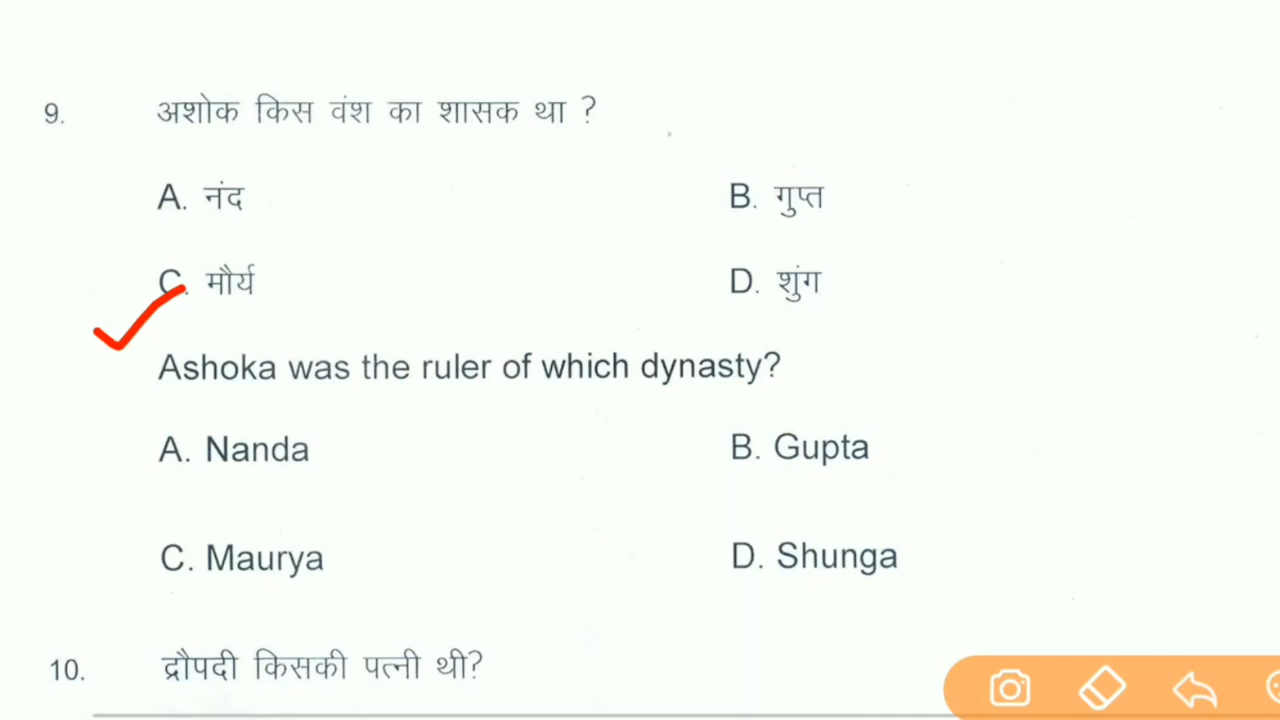 9. अशोक किस वंश का शासक था ?
A. नंद B. गुप्त
C. मौर्य D. शुंग
Ashoka was the ruler of which dynasty?
A. Nanda B. Gupta
C. Maurya D. Shunga
10. द्रौपदी किसकी पत्नी थी?